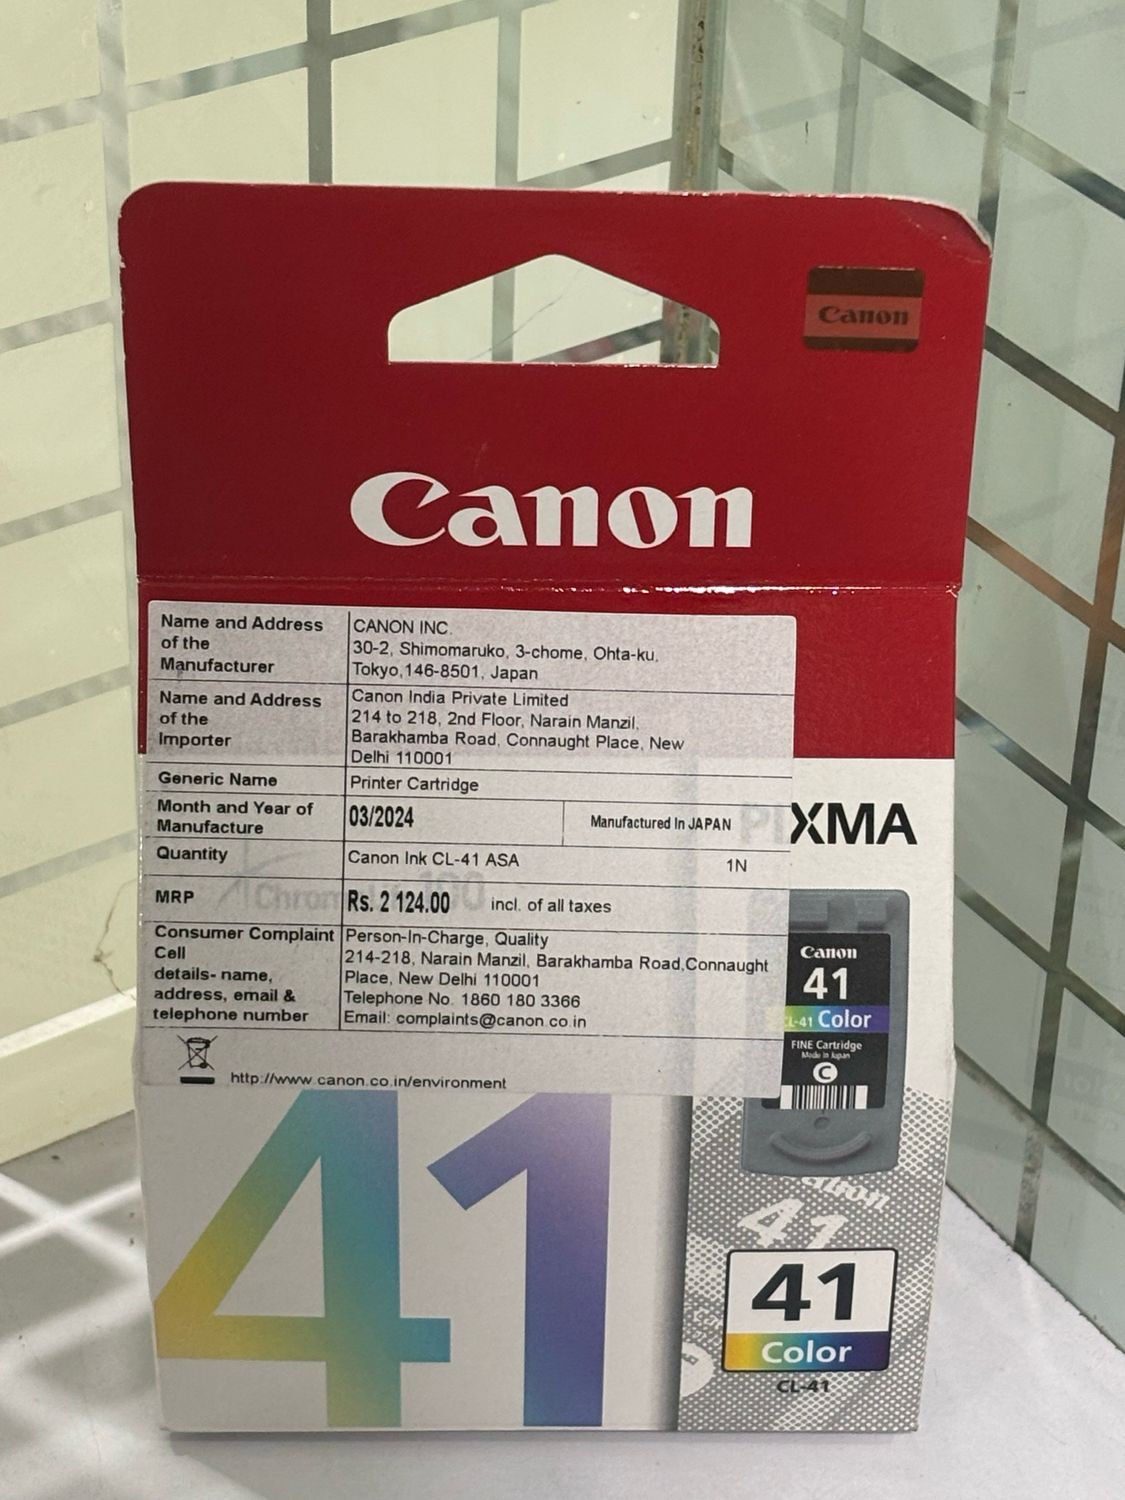 Canon
Canon
Name and Address of the Manufacturer
CANON INC.
30-2, Shimomaruko, 3-chome, Ohta-ku,
Tokyo,146-8501, Japan
Name and Address of the Importer
Canon India Private Limited
214 to 218, 2nd Floor, Narain Manzil,
Barakhamba Road, Connaught Place, New
Delhi 110001
Generic Name
Printer Cartridge
Month and Year of Manufacture
03/2024
Manufactured In JAPAN
Quantity
Canon Ink CL-41 ASA
1N
MRP
Rs. 2 124.00 incl. of all taxes
Consumer Complaint Cell
details- name,
address, email &
telephone number
Person-In-Charge, Quality
214-218, Narain Manzil, Barakhamba Road,Connaught
Place, New Delhi 110001
Telephone No. 1860 180 3366
Email: complaints@canon.co.in
http://www.canon.co.in/environment
PIXMA
Canon
41
CL-41 Color
FINE Cartridge
Made in Japan
C
41
Canon
41
41
Color
CL-41